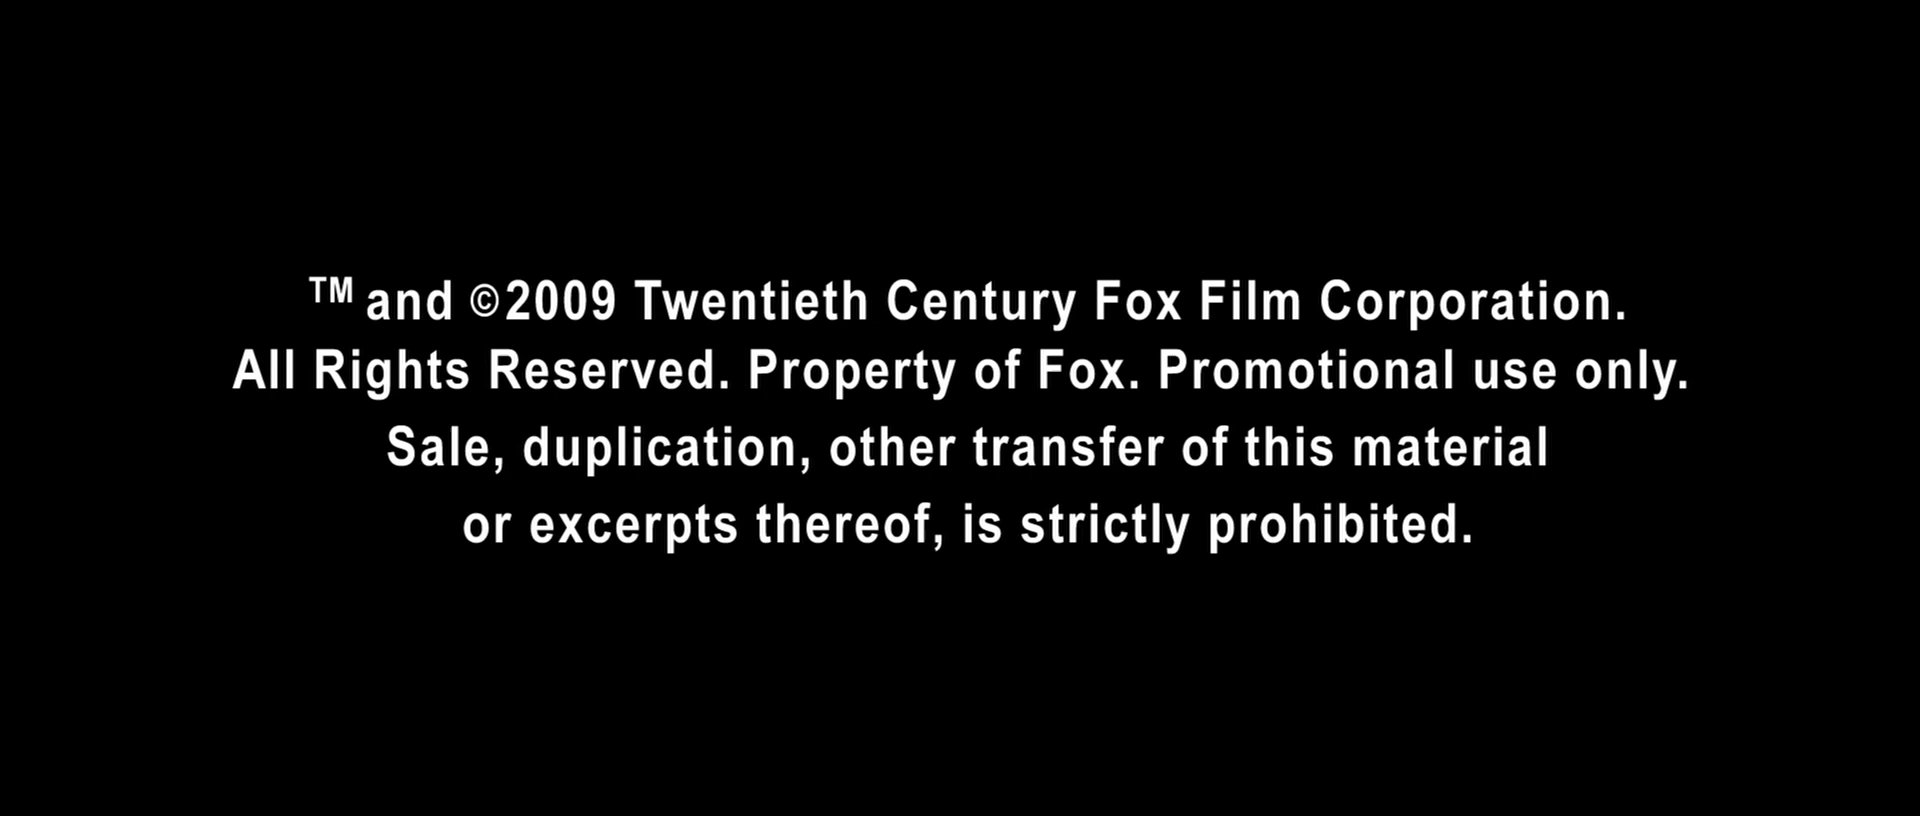 ™ and ©2009 Twentieth Century Fox Film Corporation.
All Rights Reserved. Property of Fox. Promotional use only.
Sale, duplication, other transfer of this material
or excerpts thereof, is strictly prohibited.